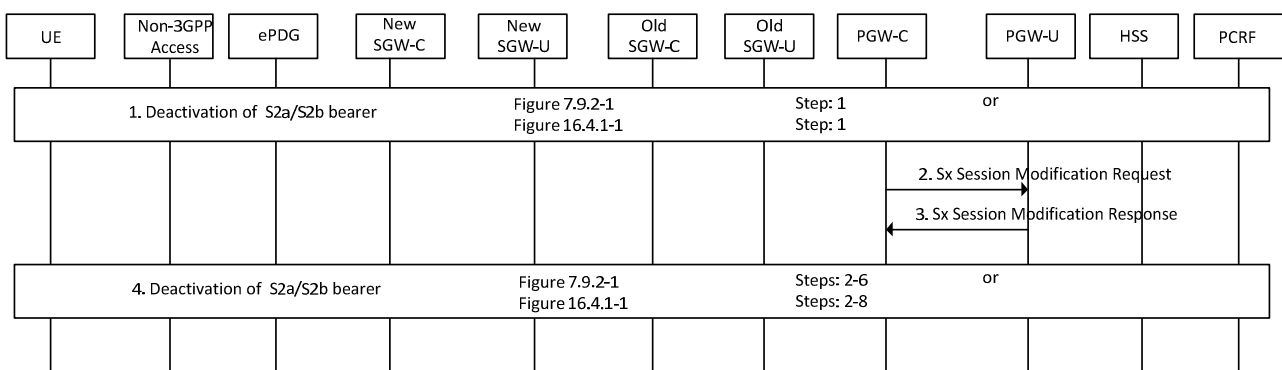 UE
Non-3GPP
Access
ePDG
New
SGW-C
New
SGW-U
Old
SGW-C
Old
SGW-U
PGW-C
PGW-U
HSS
PCRF
1. Deactivation of S2a/S2b bearer
Figure 7.9.2-1 Step: 1 or
Figure 16.4.1-1 Step: 1
2. Sx Session Modification Request
3. Sx Session Modification Response
4. Deactivation of S2a/S2b bearer
Figure 7.9.2-1 Steps: 2-6 or
Figure 16.4.1-1 Steps: 2-8